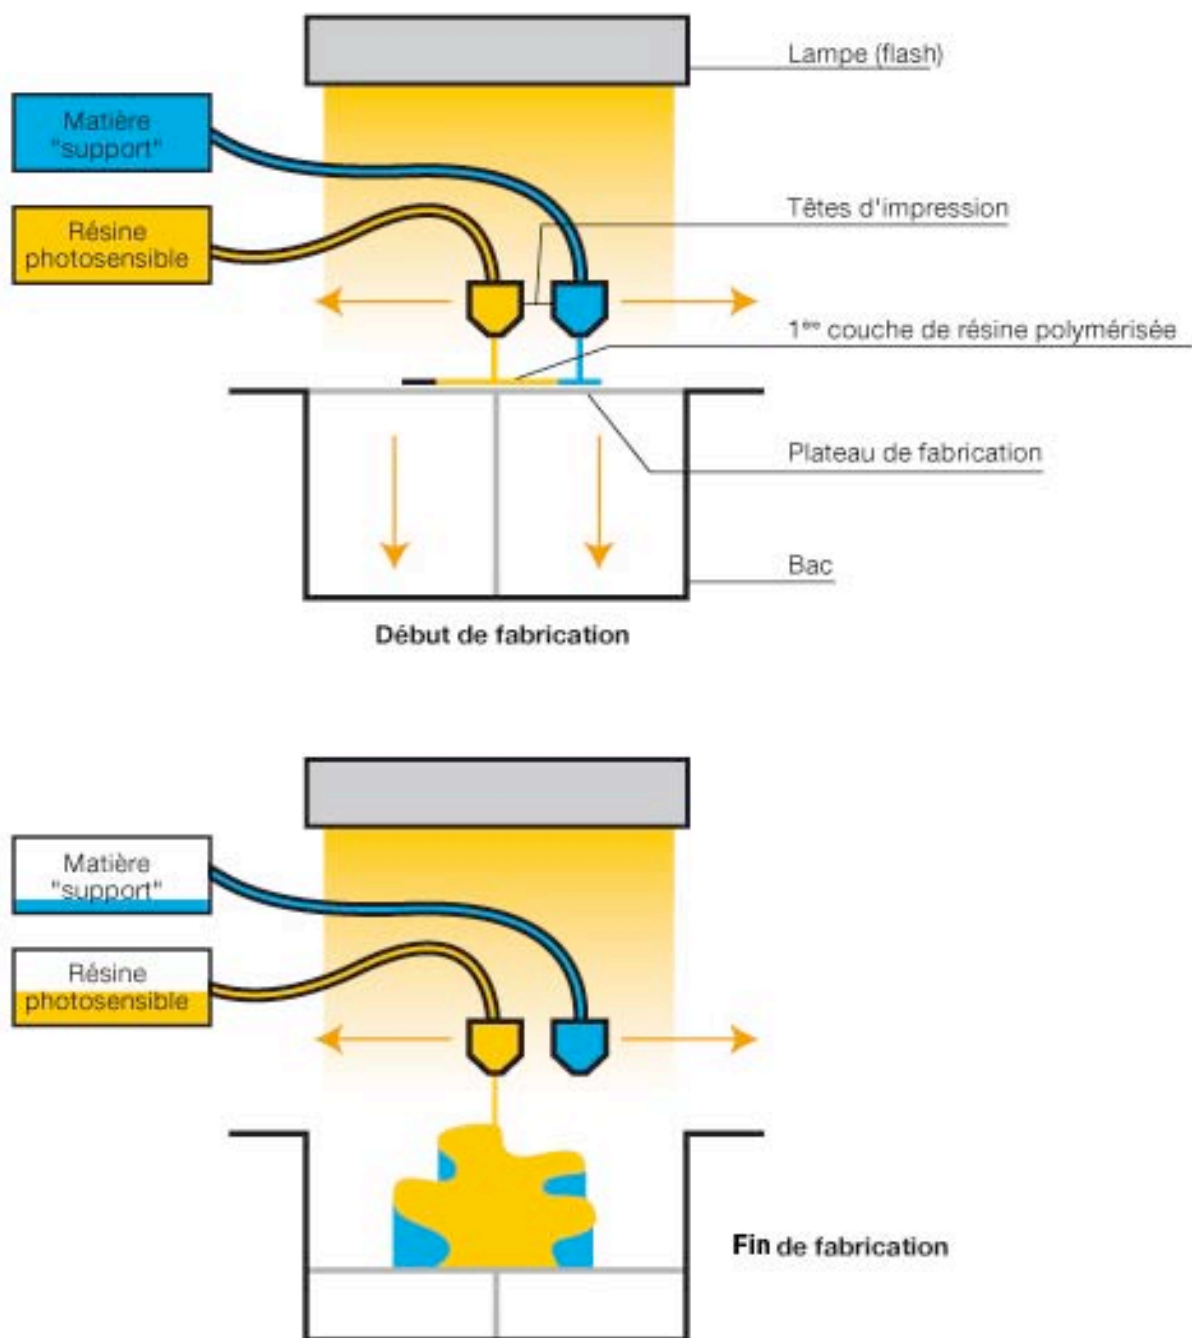 Lampe (flash)
Matière
"support"
Têtes d'impression
Résine
photosensible
1ère couche de résine polymérisée
Plateau de fabrication
Bac
Début de fabrication
Matière
"support"
Résine
photosensible
Fin de fabrication